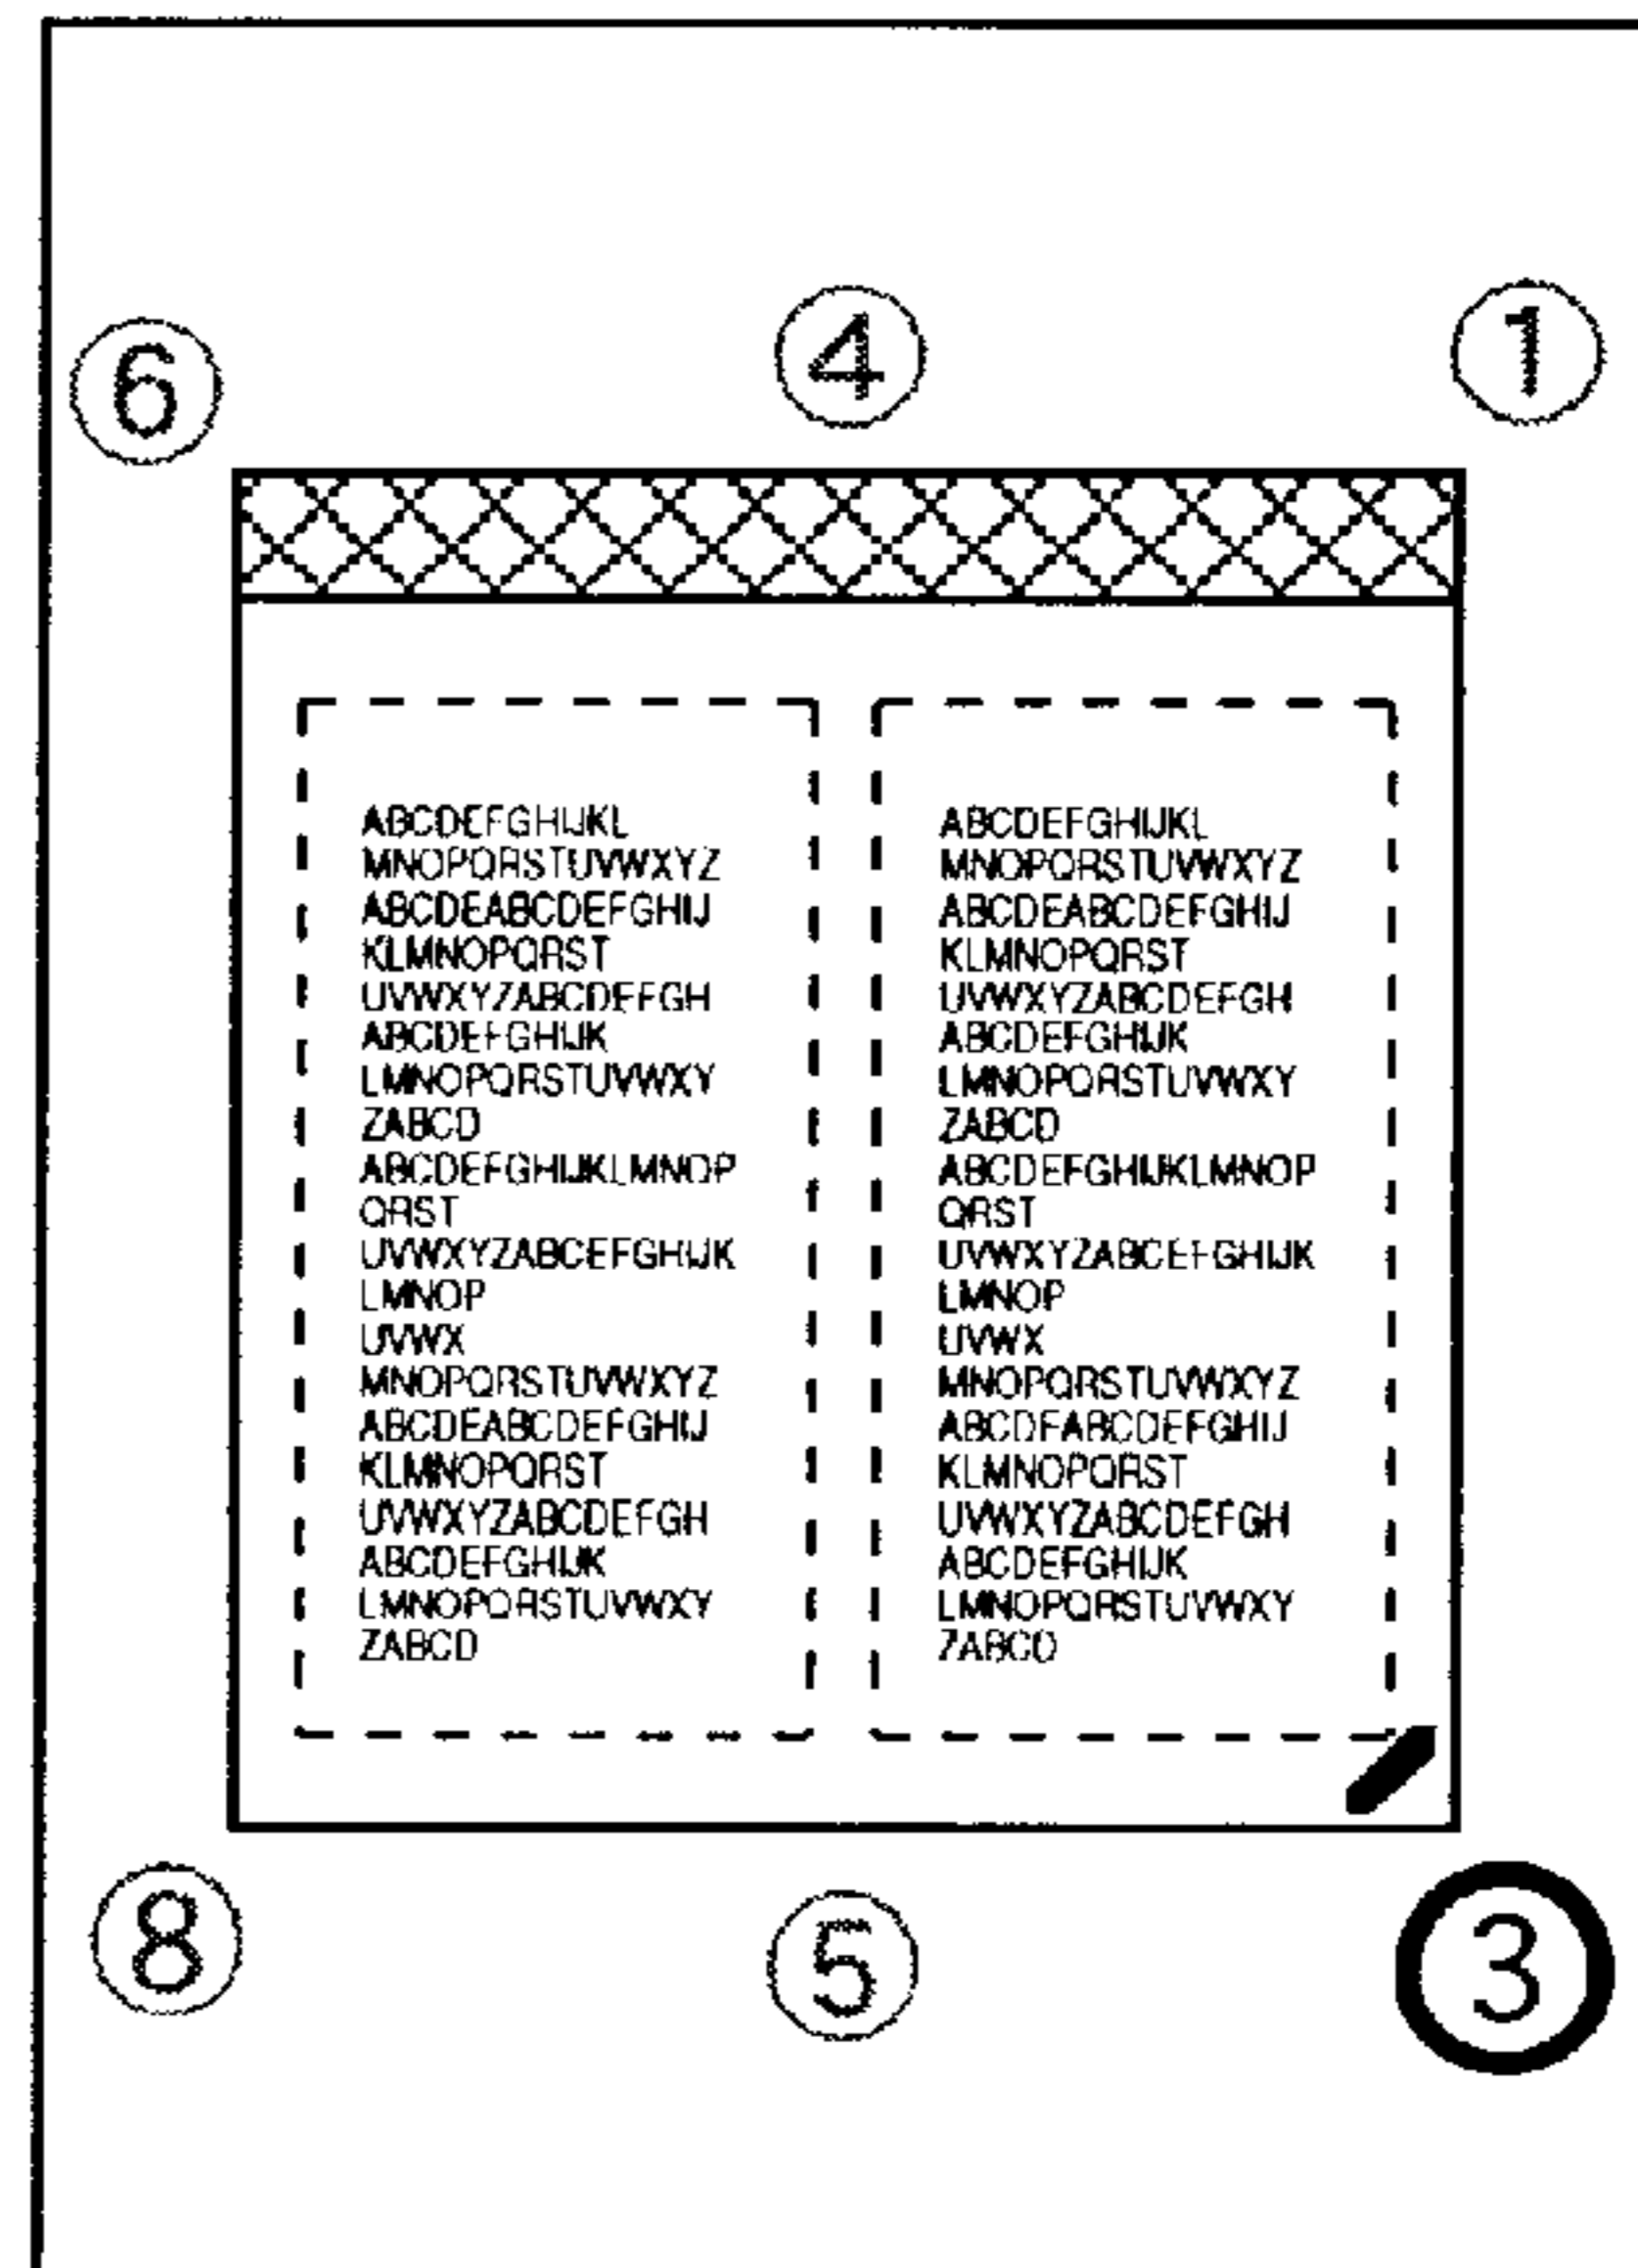 6 4 1
ABCDEFGHIJKL
MNOPQRSTUVWXYZ
ABCDEABCDEFGHIJ
KLMNOPQRST
UVWXYZABCDEFGH
ABCDEFGHIJK
LMNOPQRSTUVWXY
ZABCD
ABCDEFGHIJKLMNOP
QRST
UVWXYZABCEFGHIJK
LMNOP
UVWX
MNOPQRSTUVWXYZ
ABCDEABCDEFGHIJ
KLMNOPQRST
UVWXYZABCDEFGH
ABCDEFGHIJK
LMNOPQRSTUVWXY
ZABCD
ABCDEFGHIJKL
MNOPQRSTUVWXYZ
ABCDEABCDEFGHIJ
KLMNOPQRST
UVWXYZABCDEFGH
ABCDEFGHIJK
LMNOPQRSTUVWXY
ZABCD
ABCDEFGHIJKLMNOP
QRST
UVWXYZABCEFGHIJK
LMNOP
UVWX
MNOPQRSTUVWXYZ
ABCDEABCDEFGHIJ
KLMNOPQRST
UVWXYZABCDEFGH
ABCDEFGHIJK
LMNOPQRSTUVWXY
ZABCD
8 5 3